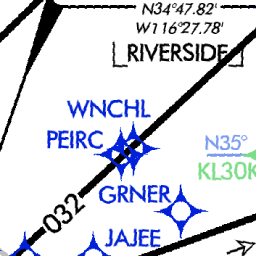 N34°47.82'
W116°27.78'
RIVERSIDE
WNCHL
PEIRC
N35°
KL30K
GRNER
032
JAJEE